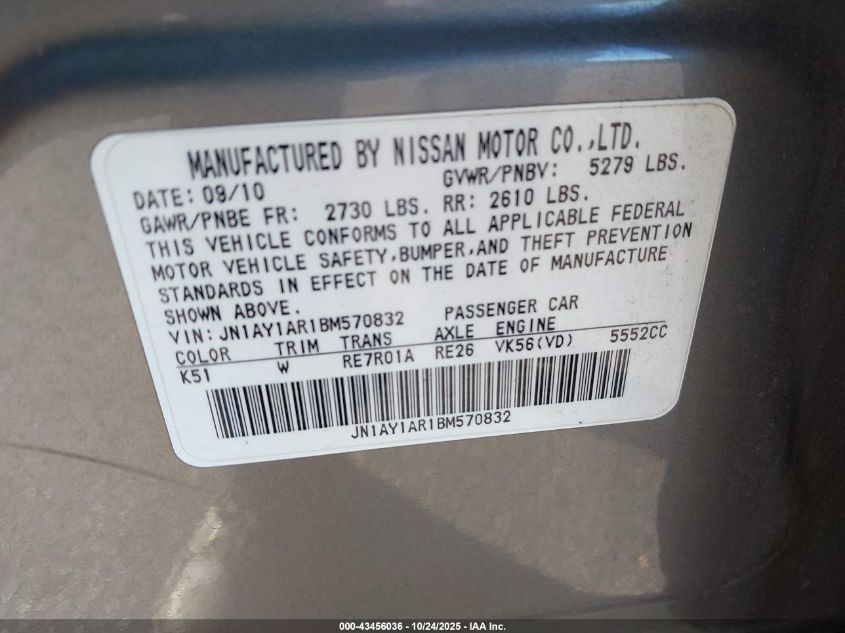 MANUFACTURED BY NISSAN MOTOR CO.,LTD.
DATE: 09/10 GVWR/PNBV: 5279 LBS.
GAWR/PNBE FR: 2730 LBS. RR: 2610 LBS.
THIS VEHICLE CONFORMS TO ALL APPLICABLE FEDERAL
MOTOR VEHICLE SAFETY,BUMPER,AND THEFT PREVENTION
STANDARDS IN EFFECT ON THE DATE OF MANUFACTURE
SHOWN ABOVE.
VIN: JN1AY1AR1BM570832 PASSENGER CAR
COLOR TRIM TRANS AXLE ENGINE
K51 W RE7R01A RE26 VK56(VD) 5552CC
JN1AY1AR1BM570832
000-43456036 - 10/24/2025 - IAA Inc.